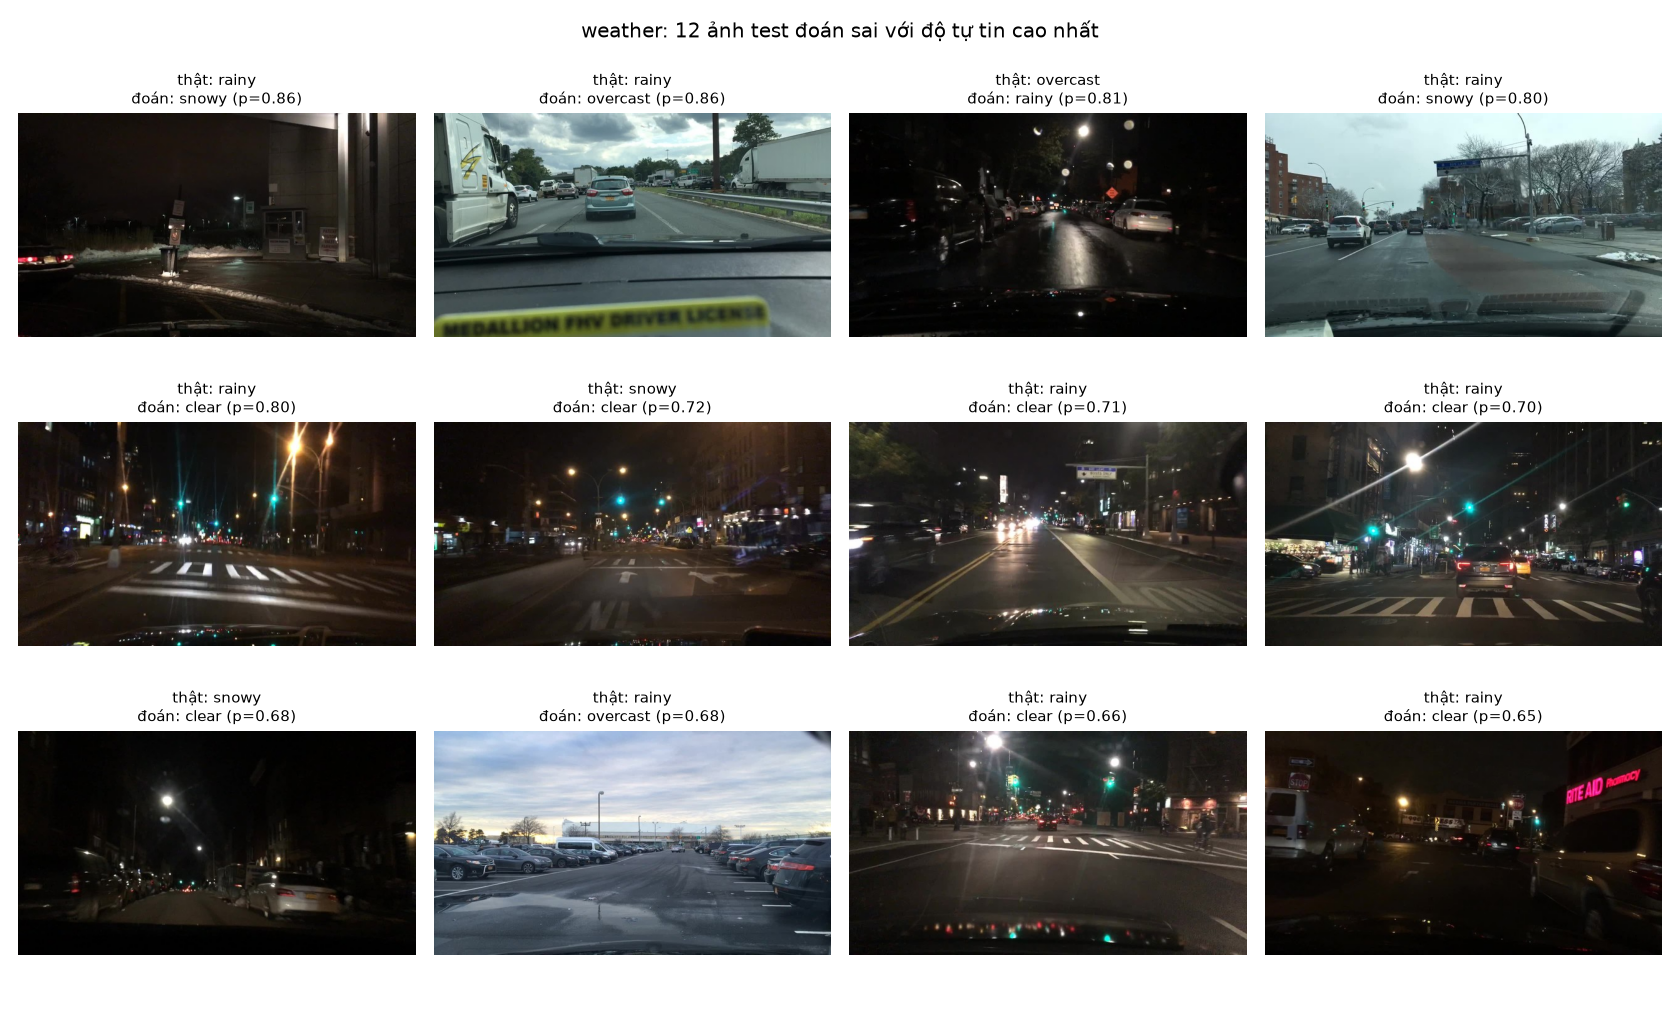 weather: 12 ảnh test đoán sai với độ tự tin cao nhất
thật: rainy
đoán: snowy (p=0.86)
thật: rainy
đoán: overcast (p=0.86)
thật: overcast
đoán: rainy (p=0.81)
thật: rainy
đoán: snowy (p=0.80)
MEDALLION FHV DRIVER LICENSE
thật: rainy
đoán: clear (p=0.80)
thật: snowy
đoán: clear (p=0.72)
thật: rainy
đoán: clear (p=0.71)
thật: rainy
đoán: clear (p=0.70)
thật: snowy
đoán: clear (p=0.68)
thật: rainy
đoán: overcast (p=0.68)
thật: rainy
đoán: clear (p=0.66)
thật: rainy
đoán: clear (p=0.65)
RITE AID Pharmacy